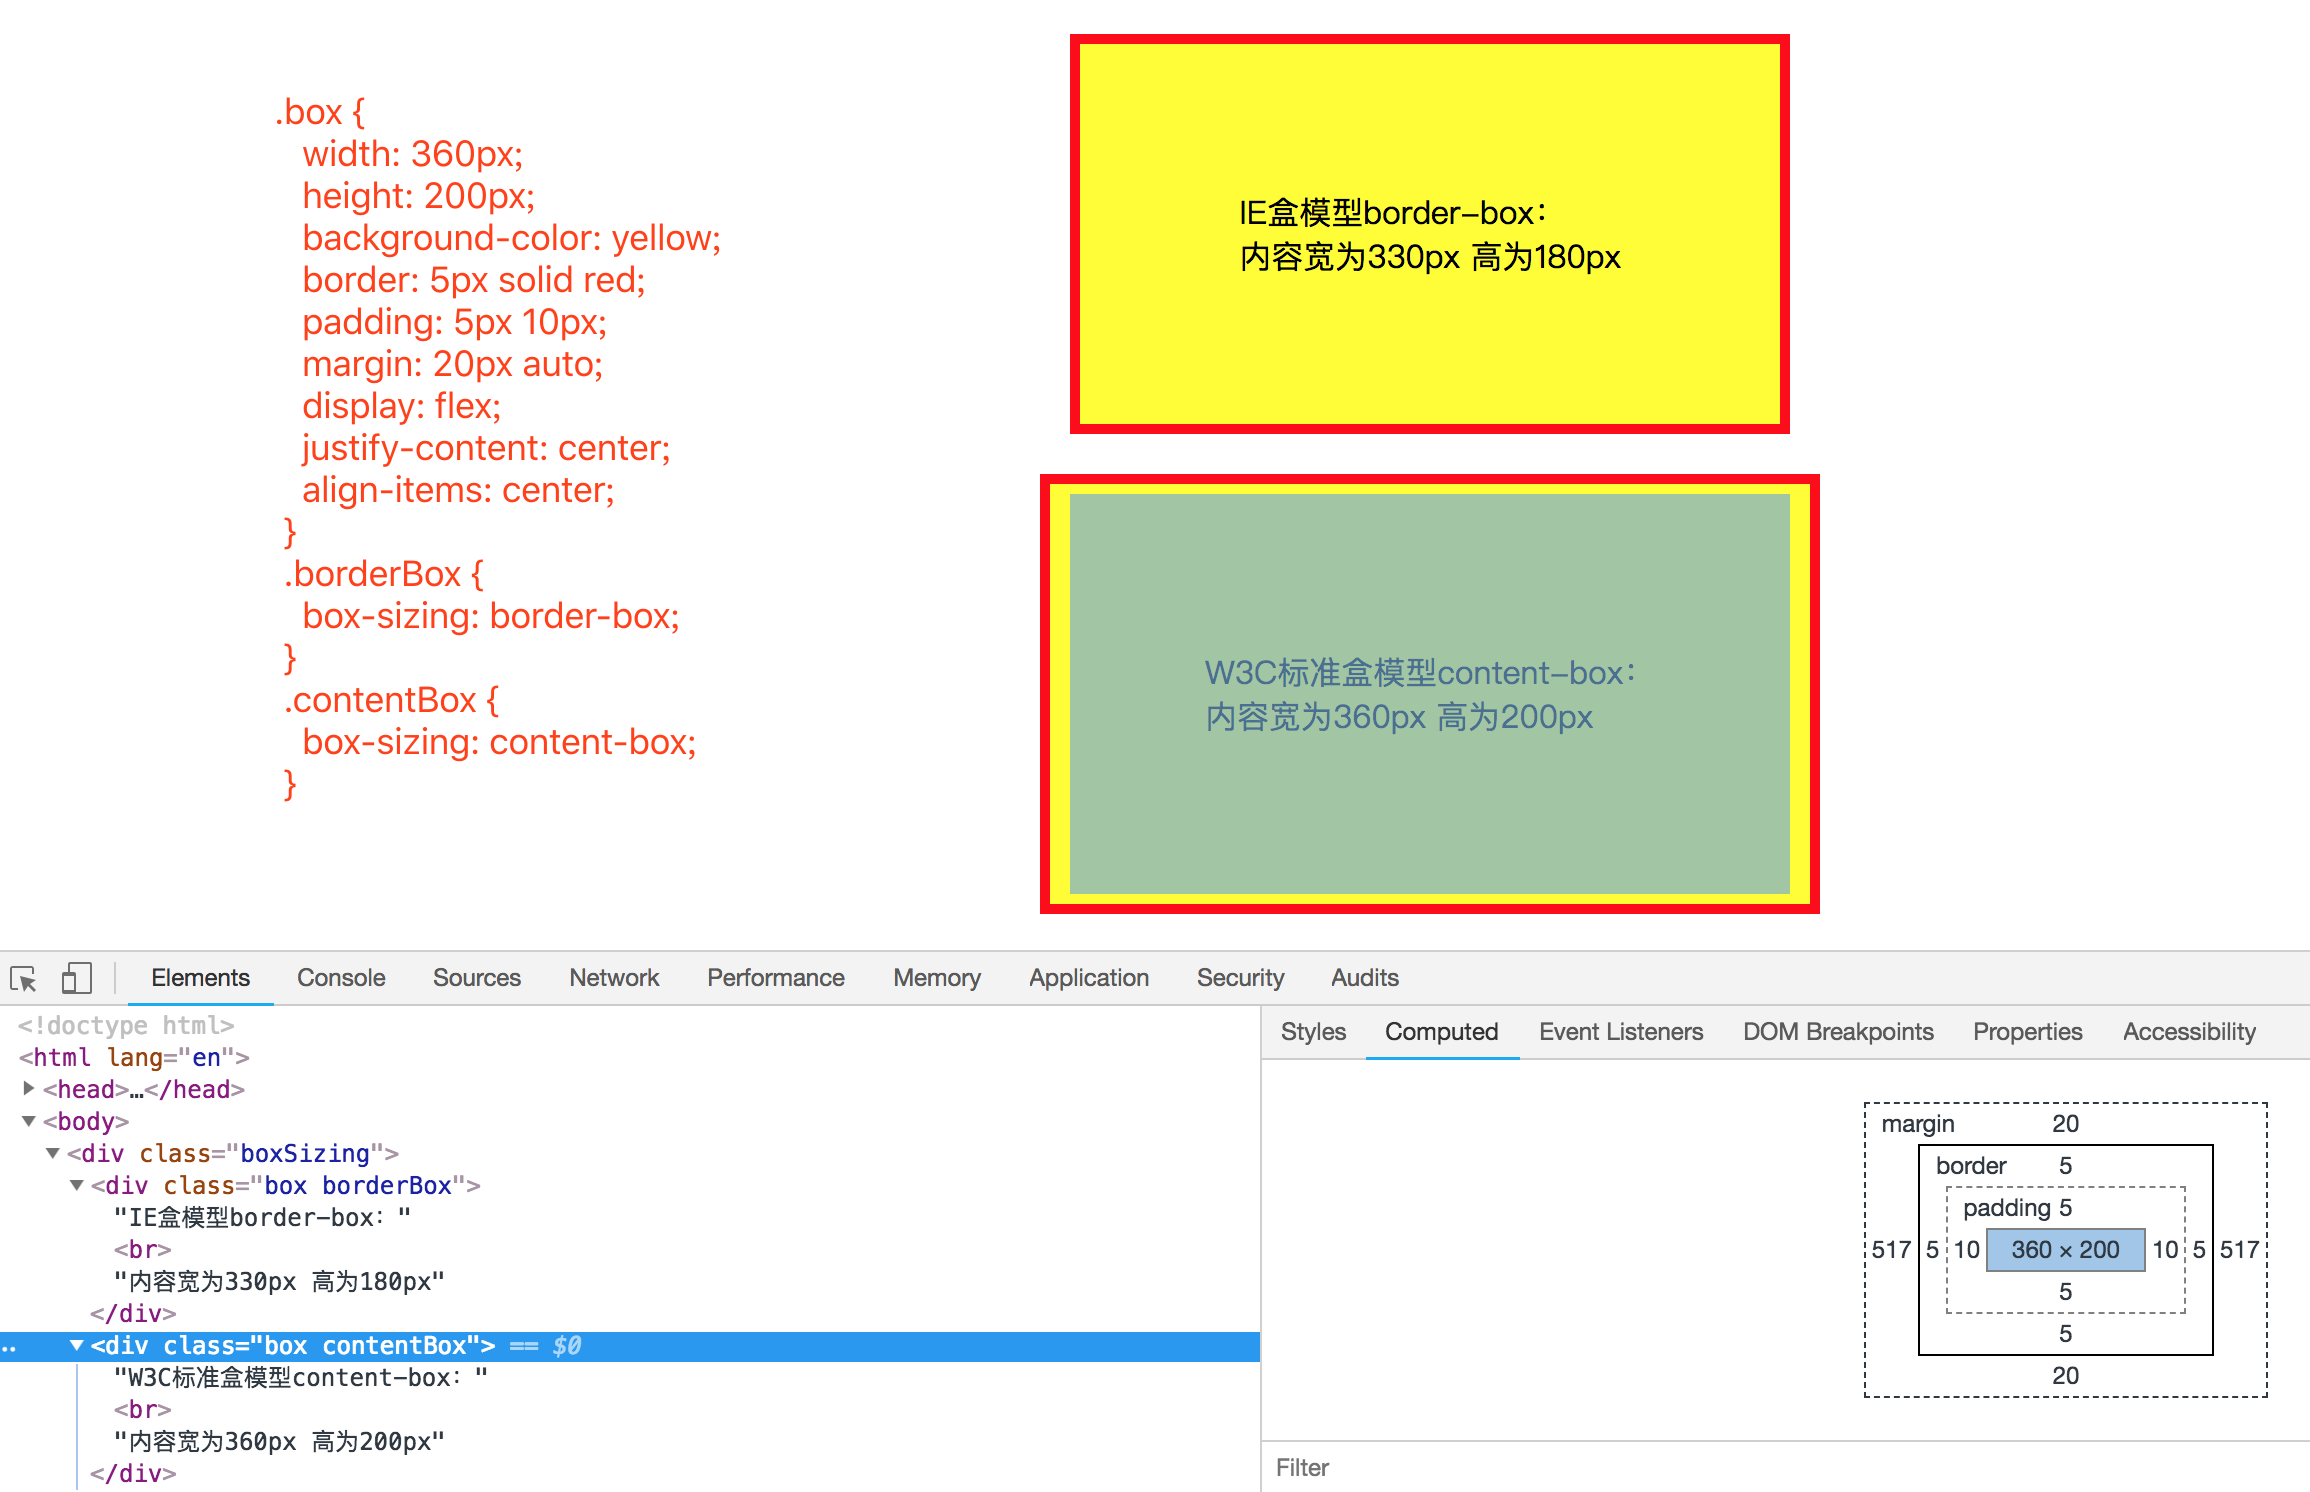 .box {
width: 360px;
height: 200px;
background-color: yellow;
border: 5px solid red;
padding: 5px 10px;
margin: 20px auto;
display: flex;
justify-content: center;
align-items: center;
}
.borderBox {
box-sizing: border-box;
}
.contentBox {
box-sizing: content-box;
}
IE盒模型border-box：
内容宽为330px 高为180px
W3C标准盒模型content-box：
内容宽为360px 高为200px
Elements Console Sources Network Performance Memory Application Security Audits
<!doctype html>
<html lang="en">
<head>…</head>
<body>
<div class="boxSizing">
<div class="box borderBox">
"IE盒模型border-box："
<br>
"内容宽为330px 高为180px"
</div>
<div class="box contentBox"> == $0
"W3C标准盒模型content-box："
<br>
"内容宽为360px 高为200px"
</div>
Styles Computed Event Listeners DOM Breakpoints Properties Accessibility
margin 20
border 5
padding 5
517 5 10 360 × 200 10 5 517
5
5
20
Filter